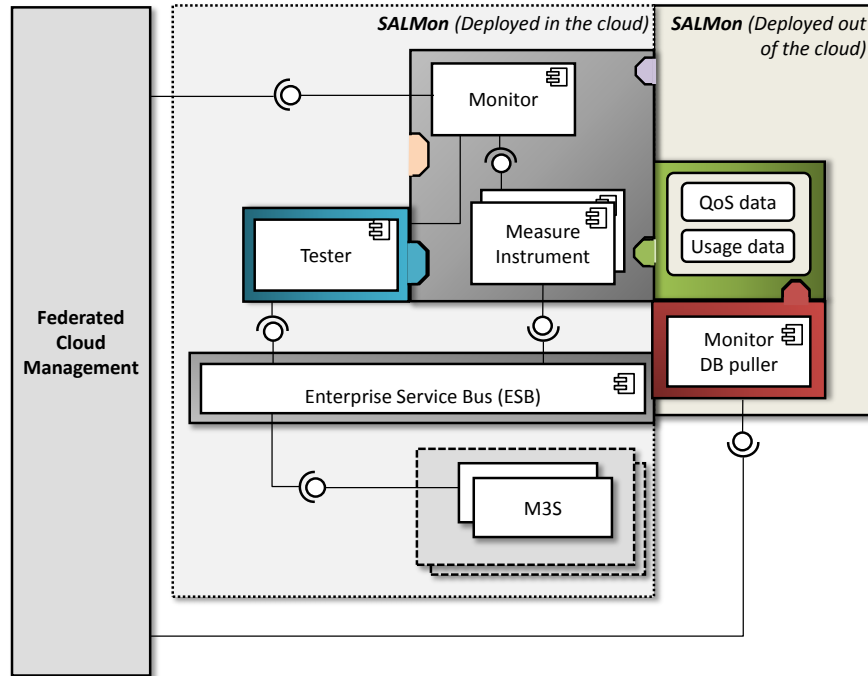 SALMon (Deployed in the cloud)
SALMon (Deployed out
of the cloud)
Monitor
QoS data
Usage data
Measure
Instrument
Tester
Federated
Cloud
Management
Monitor
DB puller
Enterprise Service Bus (ESB)
M3S